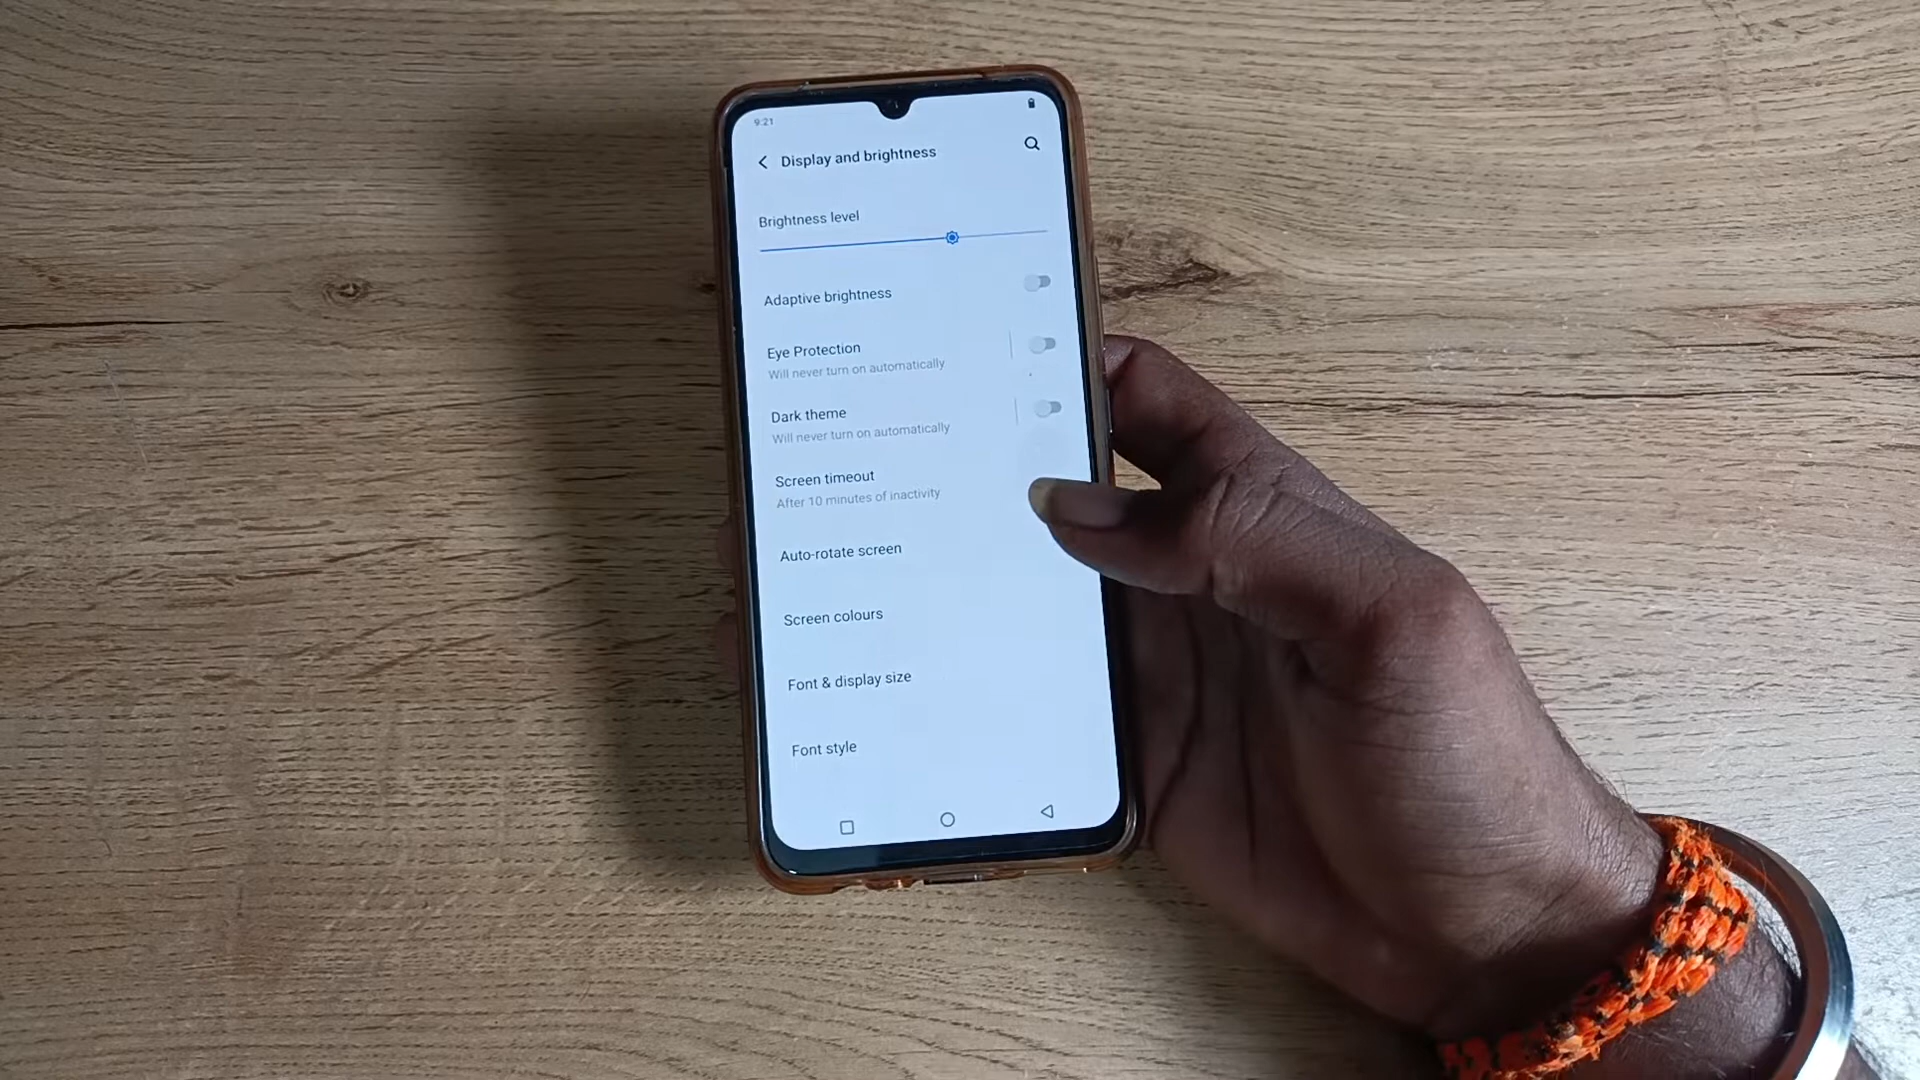 9:21
Display and brightness
Brightness level
Adaptive brightness
Eye Protection
Will never turn on automatically
Dark theme
Will never turn on automatically
Screen timeout
After 10 minutes of inactivity
Auto-rotate screen
Screen colours
Font & display size
Font style